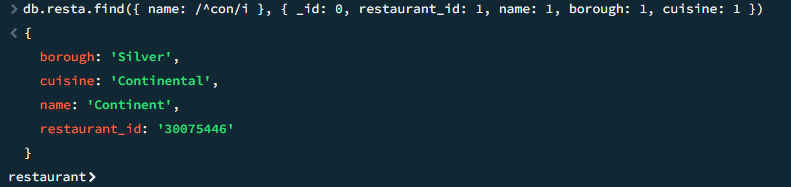 > db.resta.find({ name: /^con/i }, { _id: 0, restaurant_id: 1, name: 1, borough: 1, cuisine: 1 })
< {
borough: 'Silver',
cuisine: 'Continental',
name: 'Continent',
restaurant_id: '30075446'
}
restaurant>